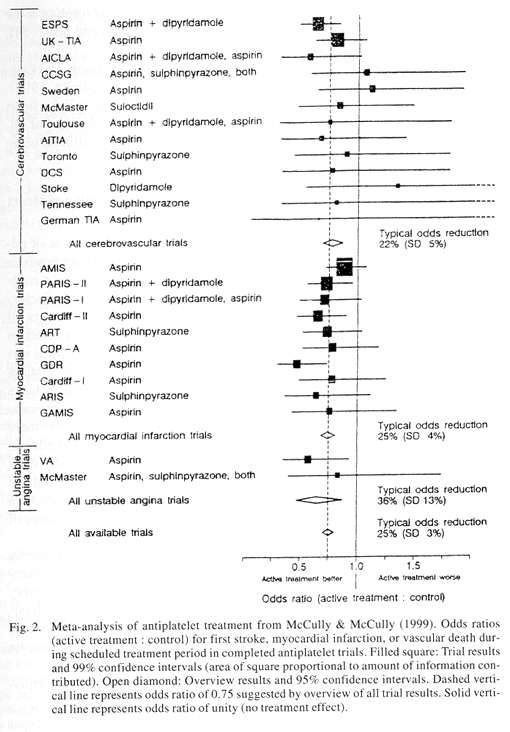 Cerebrovascular trials
ESPS Aspirin + dipyridamole
UK-TIA Aspirin
AICLA Aspirin + dipyridamole, aspirin
CCSG Aspirin, sulphinpyrazone, both
Sweden Aspirin
McMaster Suloctidil
Toulouse Aspirin + dipyridamole, aspirin
AITIA Aspirin
Toronto Sulphinpyrazone
DCS Aspirin
Stoke Dipyridamole
Tennessee Sulphinpyrazone
German TIA Aspirin
Typical odds reduction
All cerebrovascular trials 22% (SD 5%)
Myocardial infarction trials
AMIS Aspirin
PARIS-II Aspirin + dipyridamole
PARIS-I Aspirin + dipyridamole, aspirin
Cardiff-II Aspirin
ART Sulphinpyrazone
CDP-A Aspirin
GDR Aspirin
Cardiff-I Aspirin
ARIS Sulphinpyrazone
GAMIS Aspirin
Typical odds reduction
All myocardial infarction trials 25% (SD 4%)
Unstable
angina trials
VA Aspirin
McMaster Aspirin, sulphinpyrazone, both
Typical odds reduction
All unstable angina trials 36% (SD 13%)
Typical odds reduction
All available trials 25% (SD 3%)
0.5 1.0 1.5 2.0
Active treatment better Active treatment worse
Odds ratio (active treatment : control)
Fig. 2. Meta-analysis of antiplatelet treatment from McCully & McCully (1999). Odds ratios
(active treatment : control) for first stroke, myocardial infarction, or vascular death dur-
ing scheduled treatment period in completed antiplatelet trials. Filled square: Trial results
and 99% confidence intervals (area of square proportional to amount of information con-
tributed). Open diamond: Overview results and 95% confidence intervals. Dashed verti-
cal line represents odds ratio of 0.75 suggested by overview of all trial results. Solid verti-
cal line represents odds ratio of unity (no treatment effect).